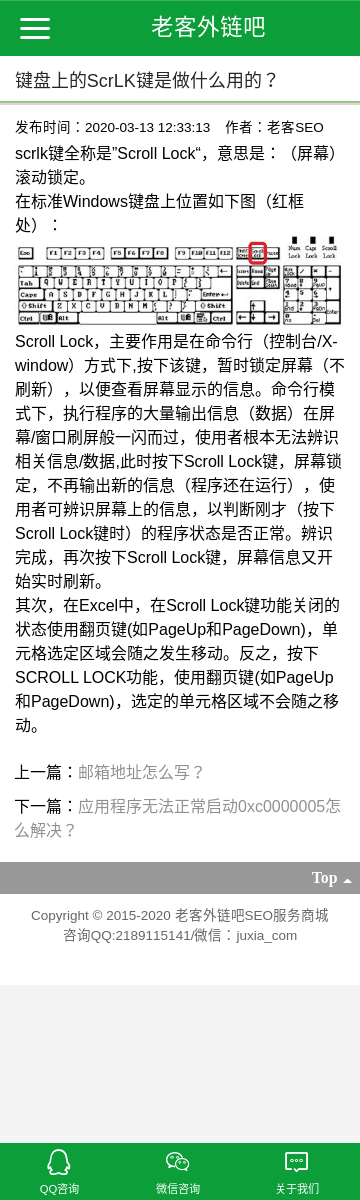 老客外链吧
键盘上的ScrLK键是做什么用的？
发布时间：2020-03-13 12:33:13 作者：老客SEO
scrlk键全称是”Scroll Lock“，意思是：（屏幕）
滚动锁定。
在标准Windows键盘上位置如下图（红框
处）：
Esc F1 F2 F3 F4 F5 F6 F7 F8 F9 F10 F11 F12 Scroll Lock Num Lock Caps Lock Scroll Lock
Tab Q W E R T Y U I O P
Caps A S D F G H J K L Enter
Shift Z X C V B N M Shift
Ctrl Alt Alt Ctrl
Scroll Lock，主要作用是在命令行（控制台/X-
window）方式下,按下该键，暂时锁定屏幕（不
刷新），以便查看屏幕显示的信息。命令行模
式下，执行程序的大量输出信息（数据）在屏
幕/窗口刷屏般一闪而过，使用者根本无法辨识
相关信息/数据,此时按下Scroll Lock键，屏幕锁
定，不再输出新的信息（程序还在运行），使
用者可辨识屏幕上的信息，以判断刚才（按下
Scroll Lock键时）的程序状态是否正常。辨识
完成，再次按下Scroll Lock键，屏幕信息又开
始实时刷新。
其次，在Excel中，在Scroll Lock键功能关闭的
状态使用翻页键(如PageUp和PageDown)，单
元格选定区域会随之发生移动。反之，按下
SCROLL LOCK功能，使用翻页键(如PageUp
和PageDown)，选定的单元格区域不会随之移
动。
上一篇：邮箱地址怎么写？
下一篇：应用程序无法正常启动0xc0000005怎
么解决？
Top
Copyright © 2015-2020 老客外链吧SEO服务商城
咨询QQ:2189115141/微信：juxia_com
QQ咨询 微信咨询 关于我们